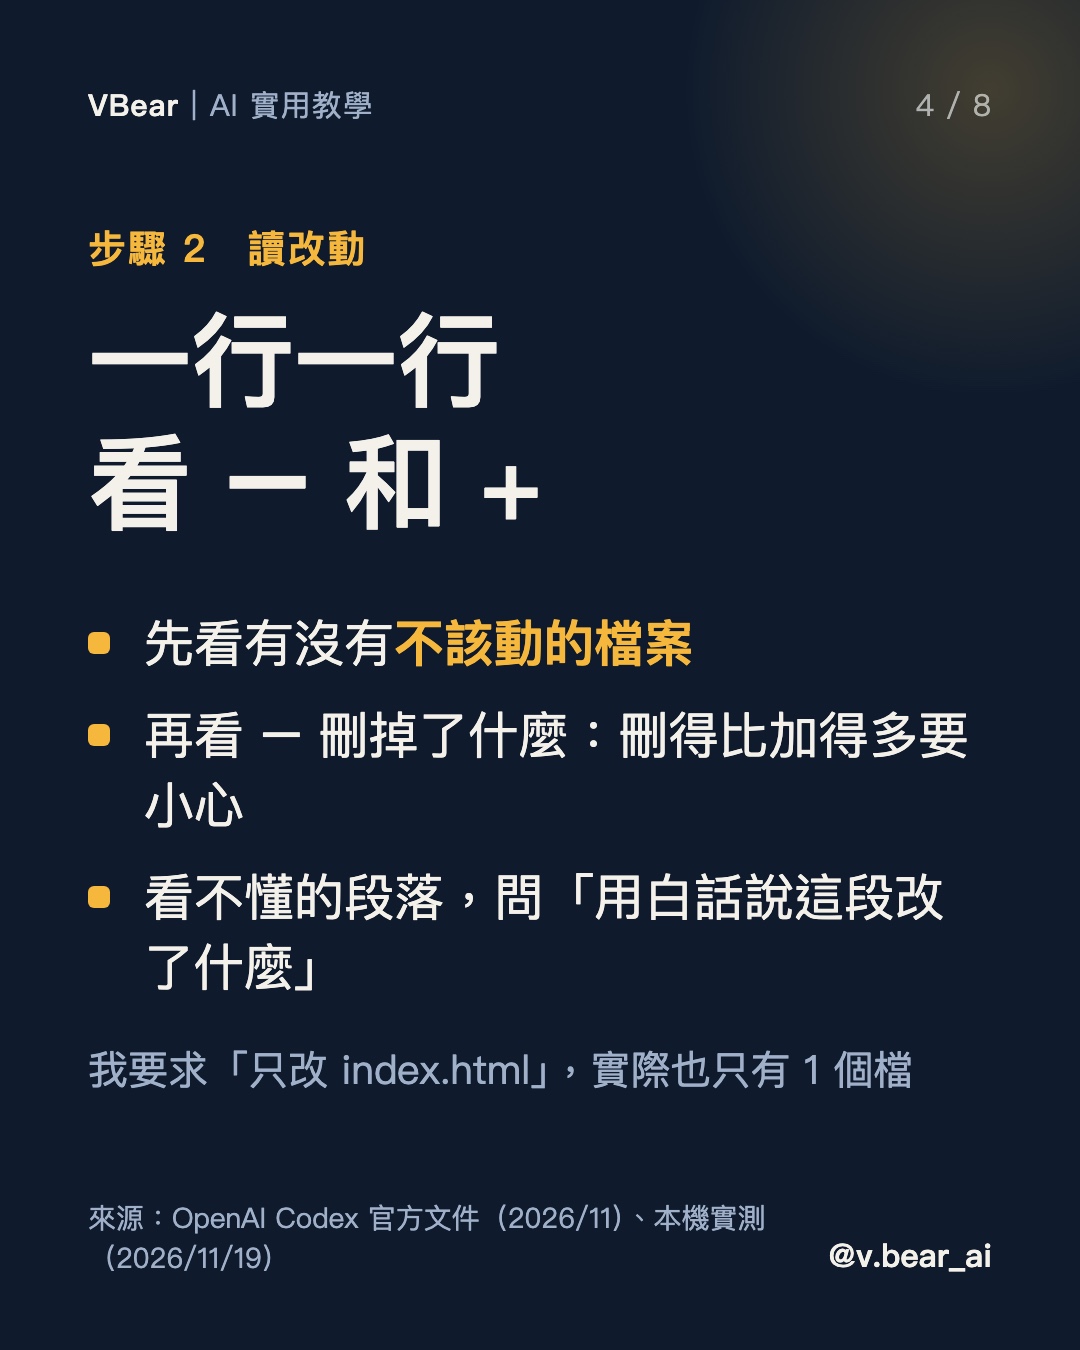 VBear | AI 實用教學
4 / 8
步驟 2　讀改動
一行一行
看 − 和 +
先看有沒有不該動的檔案
再看 − 刪掉了什麼：刪得比加得多要
小心
看不懂的段落，問「用白話說這段改
了什麼」
我要求「只改 index.html」，實際也只有 1 個檔
來源：OpenAI Codex 官方文件（2026/11）、本機實測
（2026/11/19）
@v.bear_ai